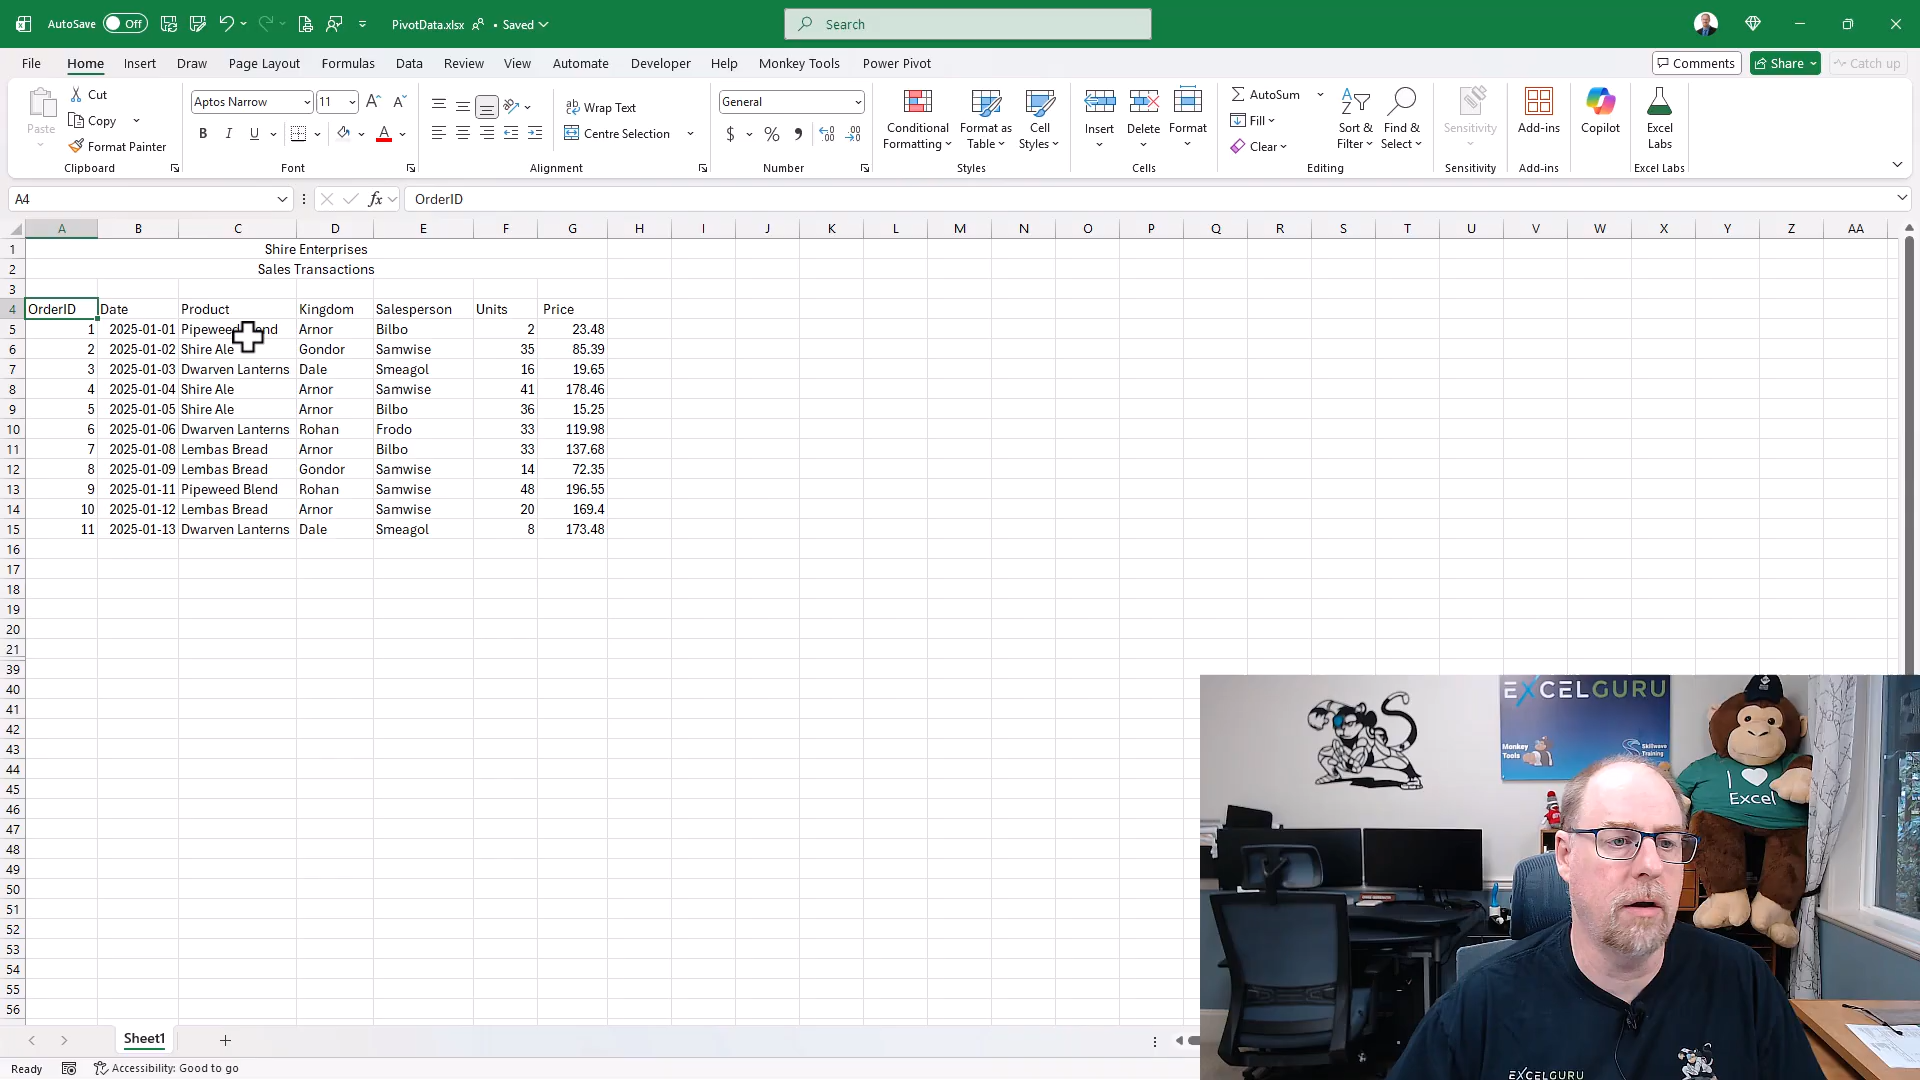 AutoSave Off PivotData.xlsx • Saved Search
File Home Insert Draw Page Layout Formulas Data Review View Automate Developer Help Monkey Tools Power Pivot Comments Share Catch up
Paste Cut Copy Format Painter Clipboard
Aptos Narrow 11 B I U A Font
ab Wrap Text Centre Selection Alignment
General $ % Number
Conditional Formatting Format as Table Cell Styles Styles
Insert Delete Format Cells
AutoSum Fill Clear Sort & Filter Find & Select Editing
Sensitivity Sensitivity
Add-ins Add-ins
Copilot
Excel Labs Excel Labs
A4 fx OrderID
A B C D E F G H I J K L M N O P Q R S T U V W X Y Z AA
1 Shire Enterprises
2 Sales Transactions
3
4 OrderID Date Product Kingdom Salesperson Units Price
5 1 2025-01-01 Pipeweed Blend Arnor Bilbo 2 23.48
6 2 2025-01-02 Shire Ale Gondor Samwise 35 85.39
7 3 2025-01-03 Dwarven Lanterns Dale Smeagol 16 19.65
8 4 2025-01-04 Shire Ale Arnor Samwise 41 178.46
9 5 2025-01-05 Shire Ale Arnor Bilbo 36 15.25
10 6 2025-01-06 Dwarven Lanterns Rohan Frodo 33 119.98
11 7 2025-01-08 Lembas Bread Arnor Bilbo 33 137.68
12 8 2025-01-09 Lembas Bread Gondor Samwise 14 72.35
13 9 2025-01-11 Pipeweed Blend Rohan Samwise 48 196.55
14 10 2025-01-12 Lembas Bread Arnor Samwise 20 169.4
15 11 2025-01-13 Dwarven Lanterns Dale Smeagol 8 173.48
16
17
18
19
20
21
39
40
41
42
43
44
45
46
47
48
49
50
51
52
53
54
55
56
EXCELGURU
Monkey Tools
Skillwave Training
I Excel
EXCELGURU
Sheet1
Ready Accessibility: Good to go